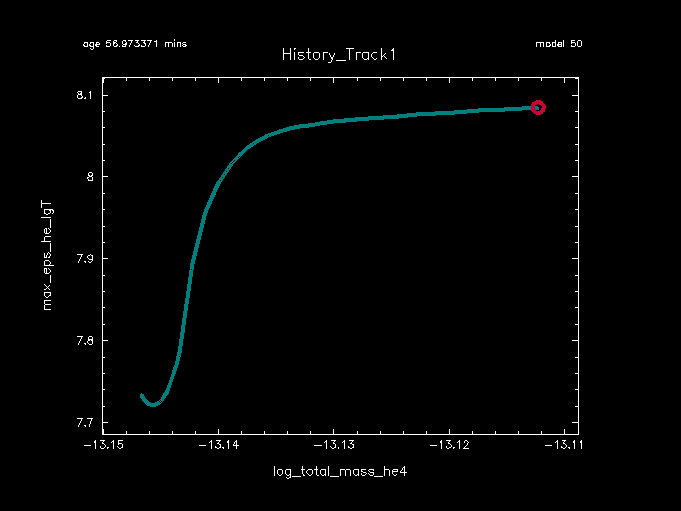 age 56.973371 mins
model 50
History_Track1
8.1
8
7.9
7.8
7.7
max_eps_he_lgT
−13.15
−13.14
−13.13
−13.12
−13.11
log_total_mass_he4